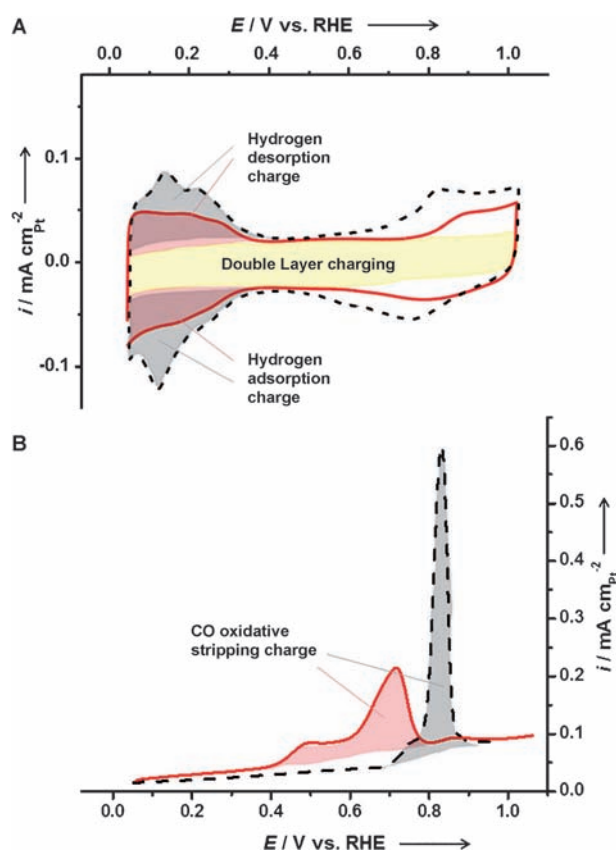 A
E / V vs. RHE
0.0 0.2 0.4 0.6 0.8 1.0
Hydrogen
desorption
charge
0.1
i / mA cm⁻²Pt
0.0
Double Layer charging
-0.1
Hydrogen
adsorption
charge
B
0.6
0.5
0.4
i / mA cm⁻²Pt
0.3
CO oxidative
stripping charge
0.2
0.1
0.0
0.0 0.2 0.4 0.6 0.8 1.0
E / V vs. RHE